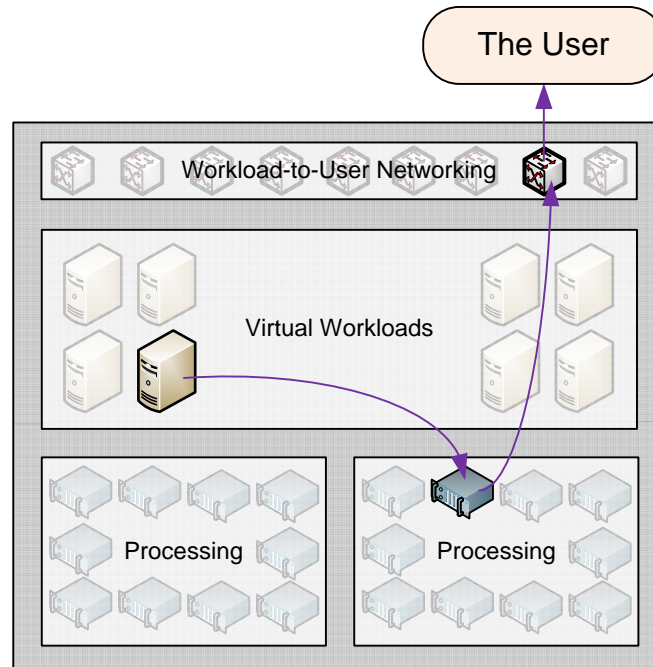 The User
Workload-to-User Networking
Virtual Workloads
Processing
Processing